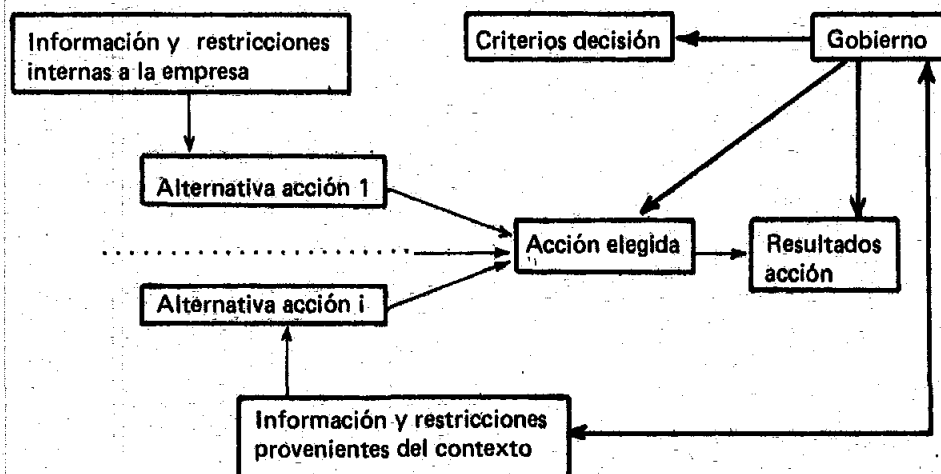 Información y restricciones
internas a la empresa
Criterios decisión
Gobierno
Alternativa acción 1
Acción elegida
Resultados
acción
Alternativa acción i
Información y restricciones
provenientes del contexto